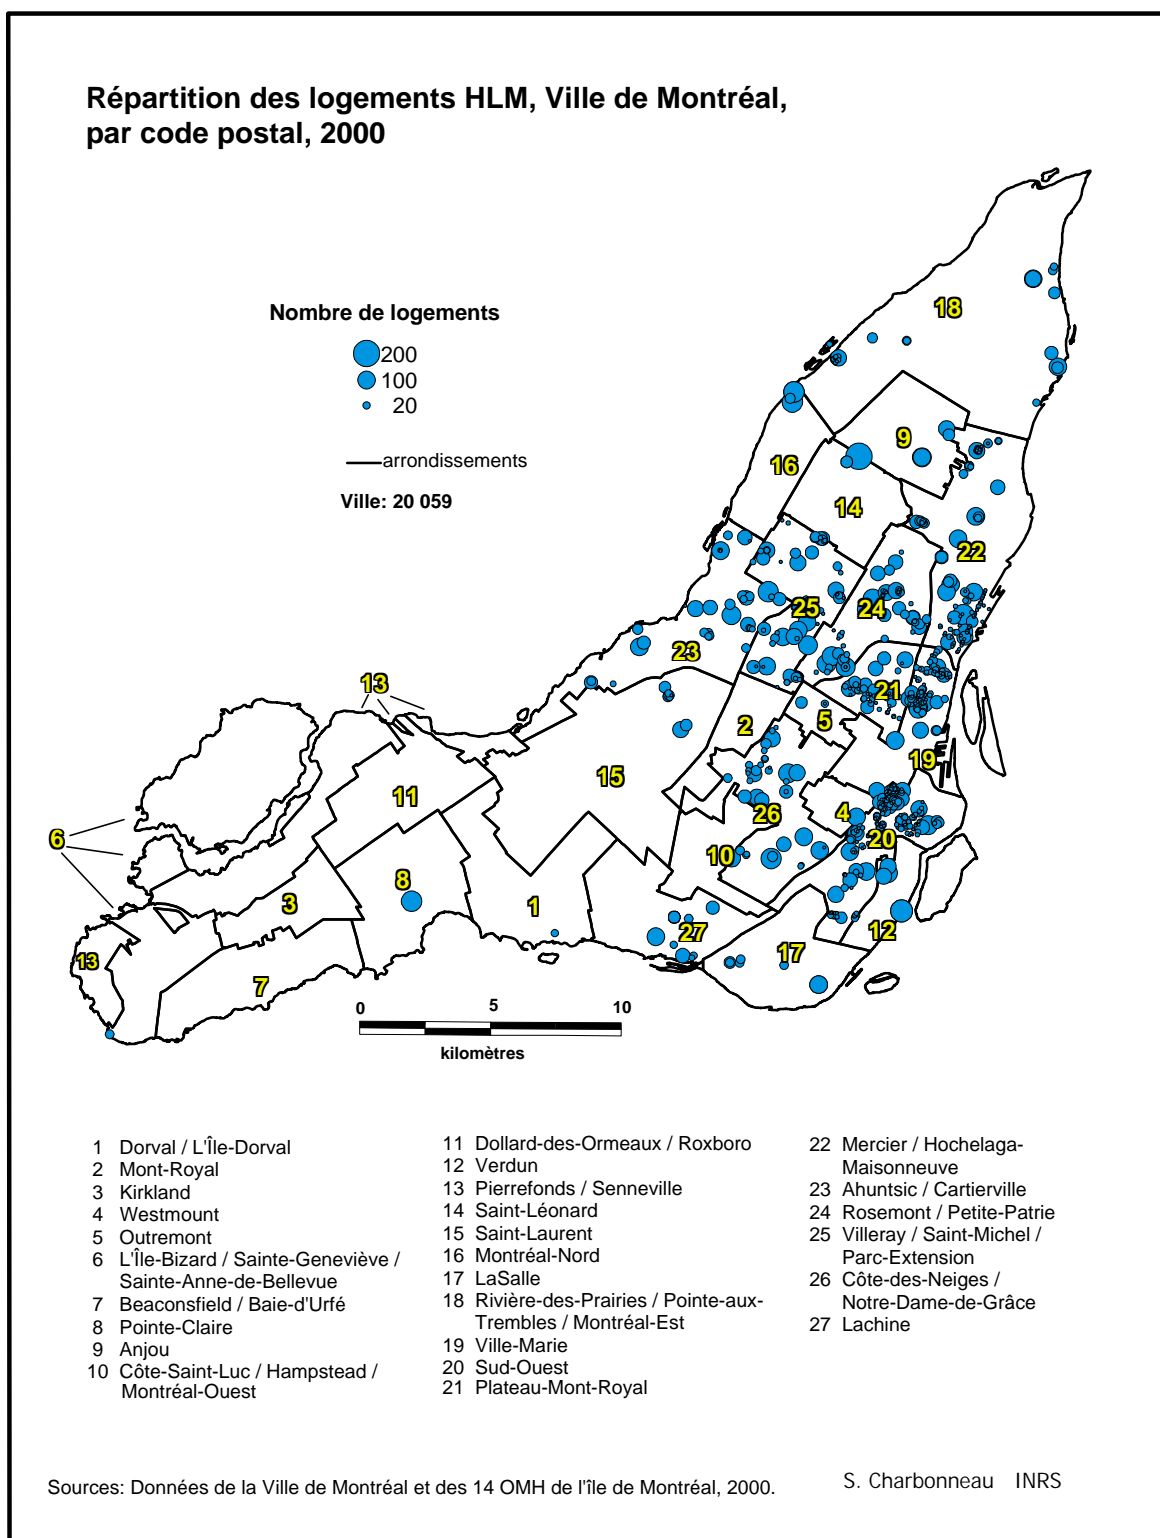 Répartition des logements HLM, Ville de Montréal,
par code postal, 2000
Nombre de logements
200
100
20
arrondissements
Ville: 20 059
18
9
16
14
22
25
24
23
13
21
2
5
19
15
11
26
4
6
20
10
8
3
1
12
27
17
13
7
0 5 10
kilomètres
1 Dorval / L'Île-Dorval
2 Mont-Royal
3 Kirkland
4 Westmount
5 Outremont
6 L'Île-Bizard / Sainte-Geneviève /
Sainte-Anne-de-Bellevue
7 Beaconsfield / Baie-d'Urfé
8 Pointe-Claire
9 Anjou
10 Côte-Saint-Luc / Hampstead /
Montréal-Ouest
11 Dollard-des-Ormeaux / Roxboro
12 Verdun
13 Pierrefonds / Senneville
14 Saint-Léonard
15 Saint-Laurent
16 Montréal-Nord
17 LaSalle
18 Rivière-des-Prairies / Pointe-aux-
Trembles / Montréal-Est
19 Ville-Marie
20 Sud-Ouest
21 Plateau-Mont-Royal
22 Mercier / Hochelaga-
Maisonneuve
23 Ahuntsic / Cartierville
24 Rosemont / Petite-Patrie
25 Villeray / Saint-Michel /
Parc-Extension
26 Côte-des-Neiges /
Notre-Dame-de-Grâce
27 Lachine
Sources: Données de la Ville de Montréal et des 14 OMH de l'île de Montréal, 2000.
S. Charbonneau INRS